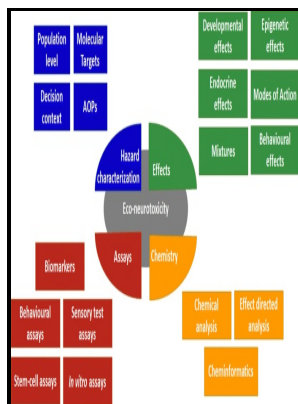 Population
level
Molecular
Targets
Decision
context
AOPs
Developmental
effects
Epigenetic
effects
Endocrine
effects
Modes of Action
Mixtures
Behavioural
effects
Hazard
characterization
Effects
Eco-neurotoxicity
Assays
Chemistry
Biomarkers
Behavioural
assays
Sensory test
assays
Stem-cell assays
In vitro assays
Chemical
analysis
Effect directed
analysis
Cheminformatics